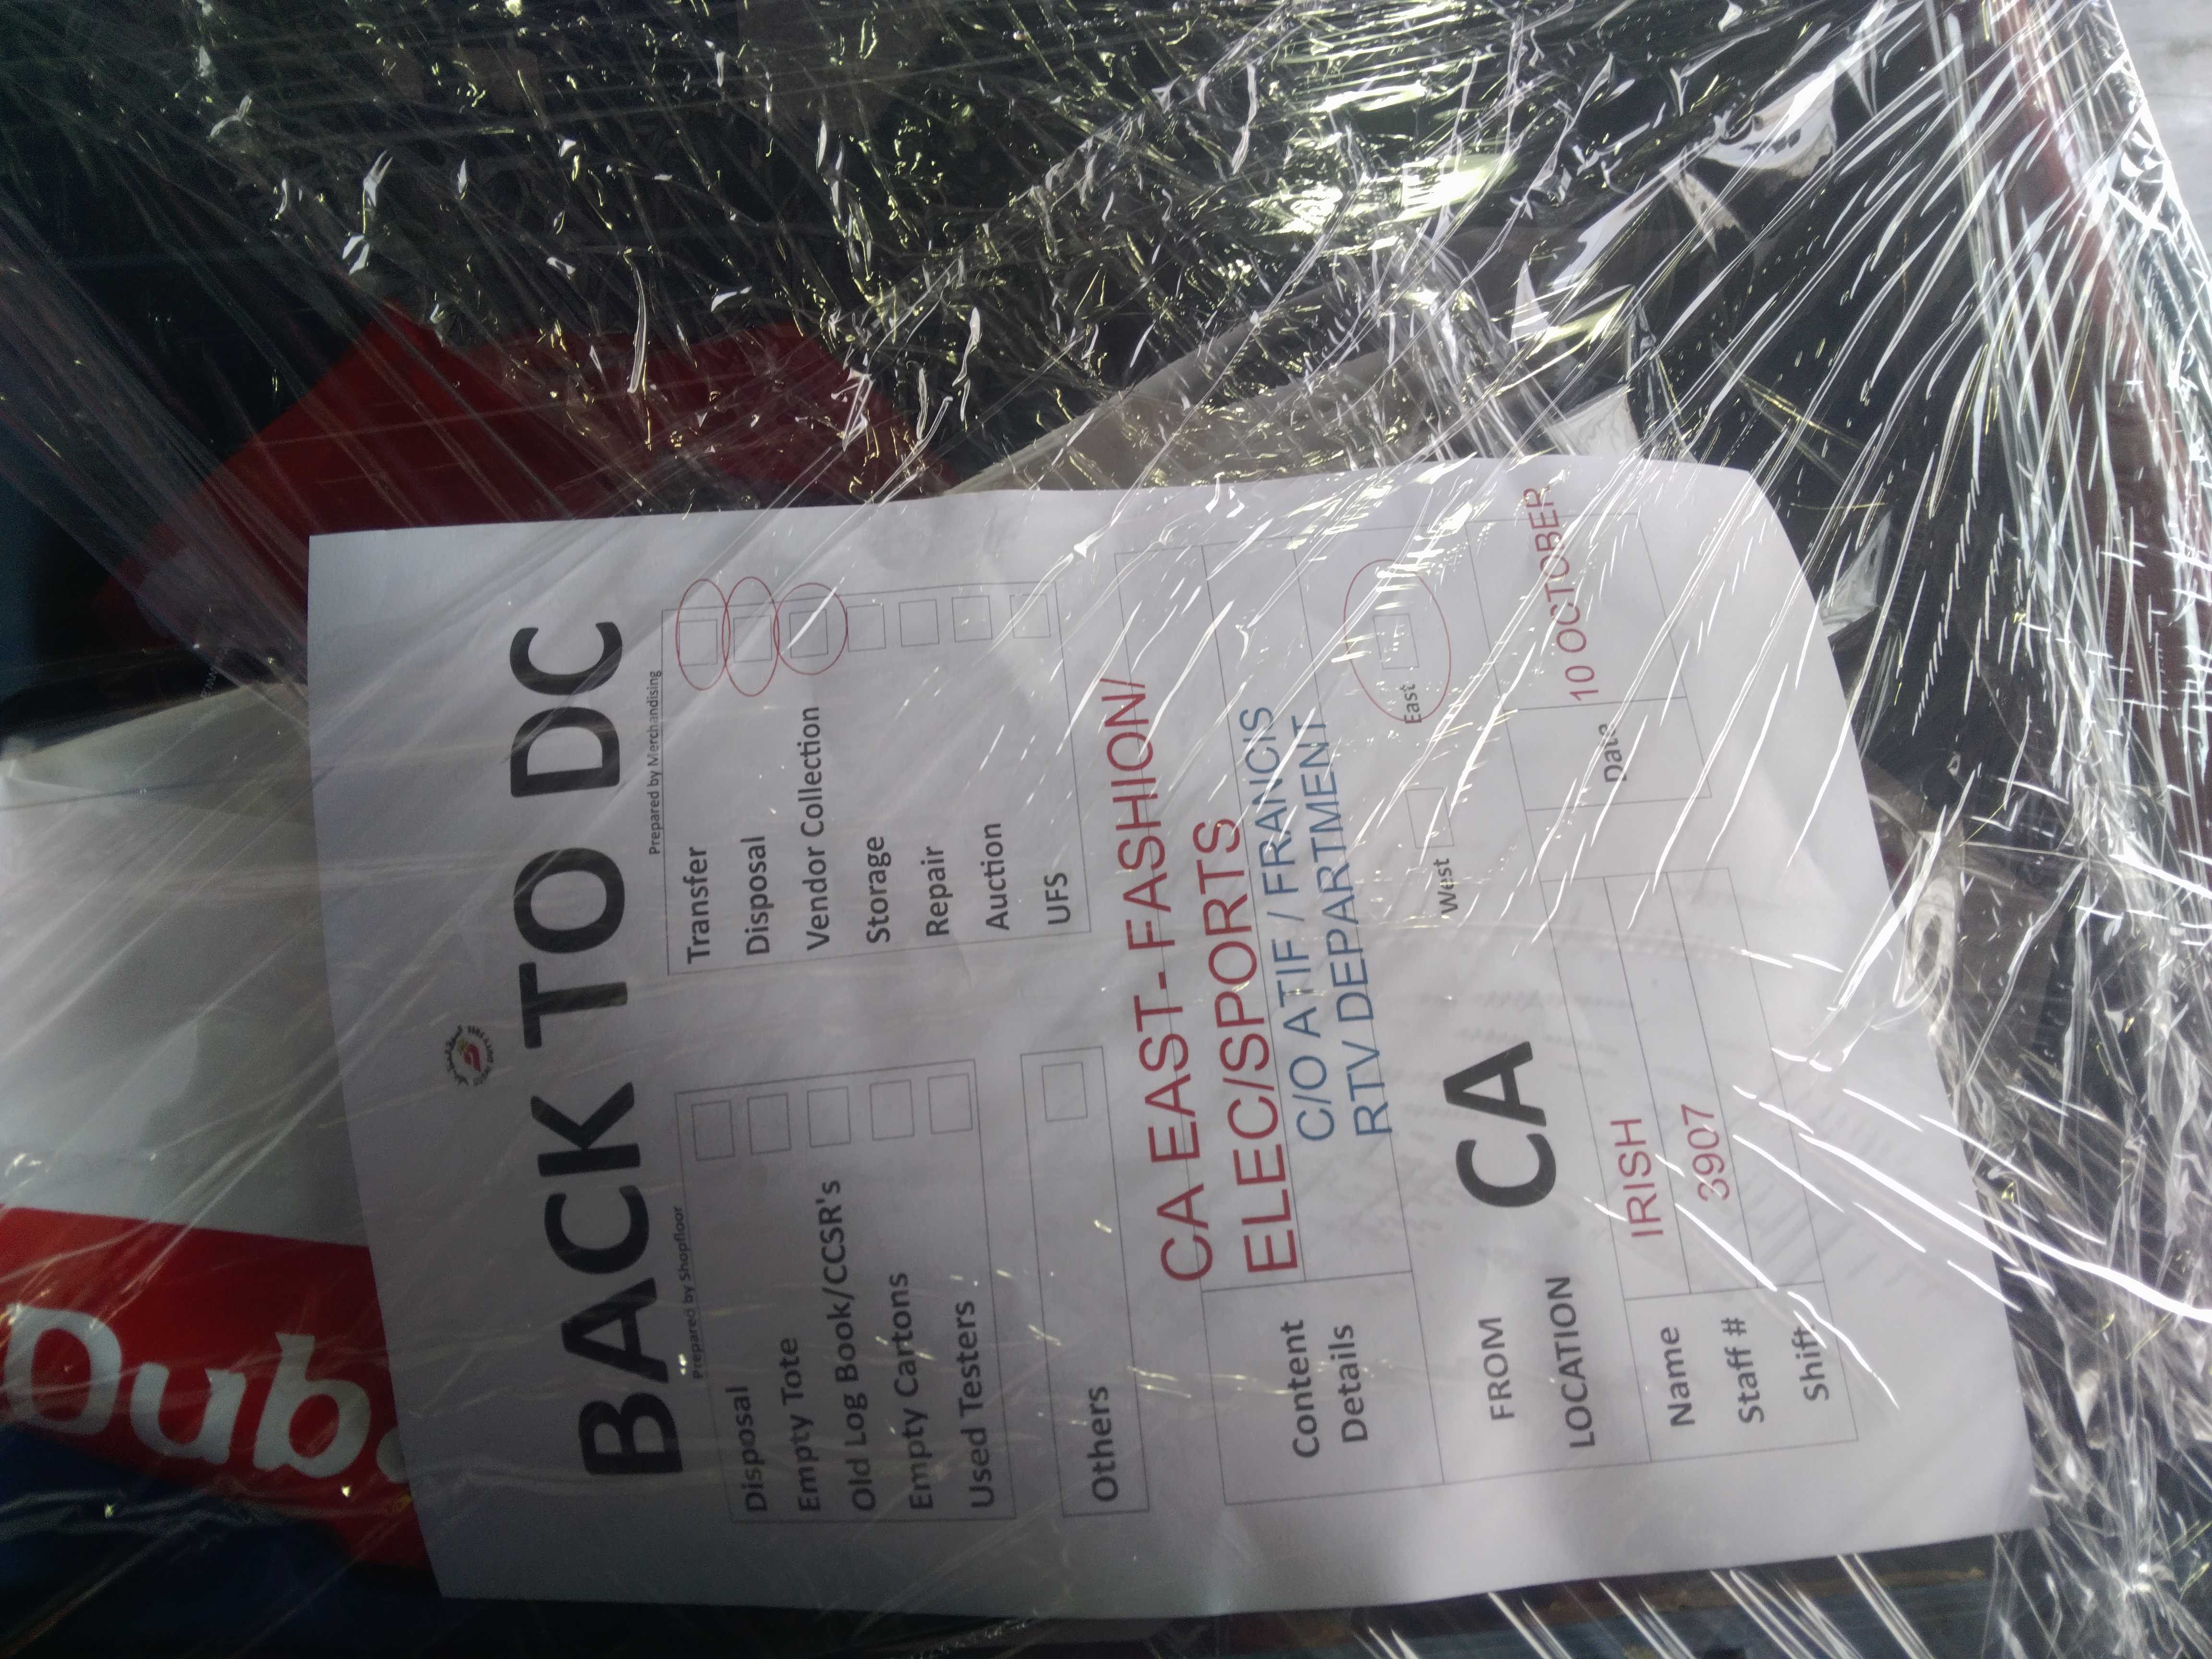 BACK TO DC
Prepared by Shopfloor
Disposal
Empty Tote
Old Log Book/CCSR's
Empty Cartons
Used Testers
Others
Prepared by Merchandising
Transfer
Disposal
Vendor Collection
Storage
Repair
Auction
UFS
Content Details
CA EAST- FASHION/
ELEC/SPORTS
C/O ATIF / FRANCIS
RTV DEPARTMENT
FROM
LOCATION
CA
West
East
Name IRISH
Date 10 OCTOBER
Staff # 3907
Shift
Dub